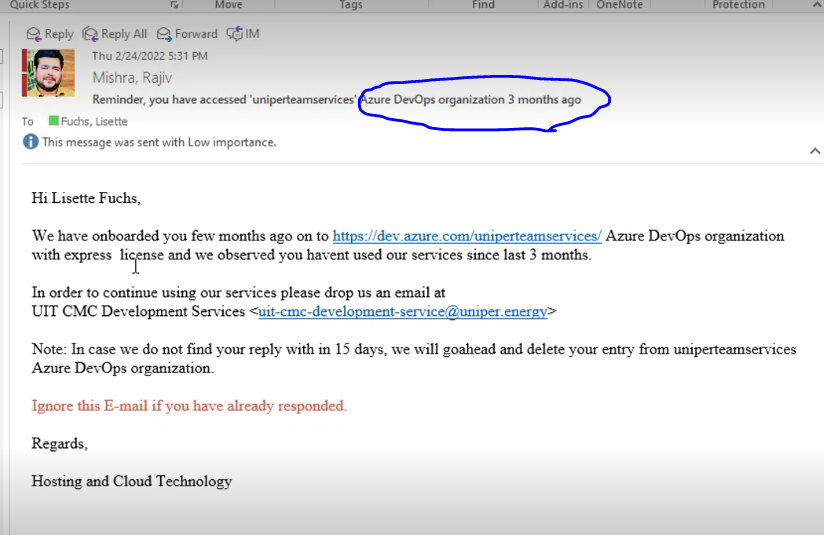 Quick Steps Move Tags Find Add-ins OneNote Protection
Reply Reply All Forward IM
Thu 2/24/2022 5:31 PM
Mishra, Rajiv
Reminder, you have accessed 'uniperteamservices' Azure DevOps organization 3 months ago
To Fuchs, Lisette
This message was sent with Low importance.
Hi Lisette Fuchs,
We have onboarded you few months ago on to https://dev.azure.com/uniperteamservices/ Azure DevOps organization
with express license and we observed you havent used our services since last 3 months.
In order to continue using our services please drop us an email at
UIT CMC Development Services <uit-cmc-development-service@uniper.energy>
Note: In case we do not find your reply with in 15 days, we will goahead and delete your entry from uniperteamservices
Azure DevOps organization.
Ignore this E-mail if you have already responded.
Regards,
Hosting and Cloud Technology